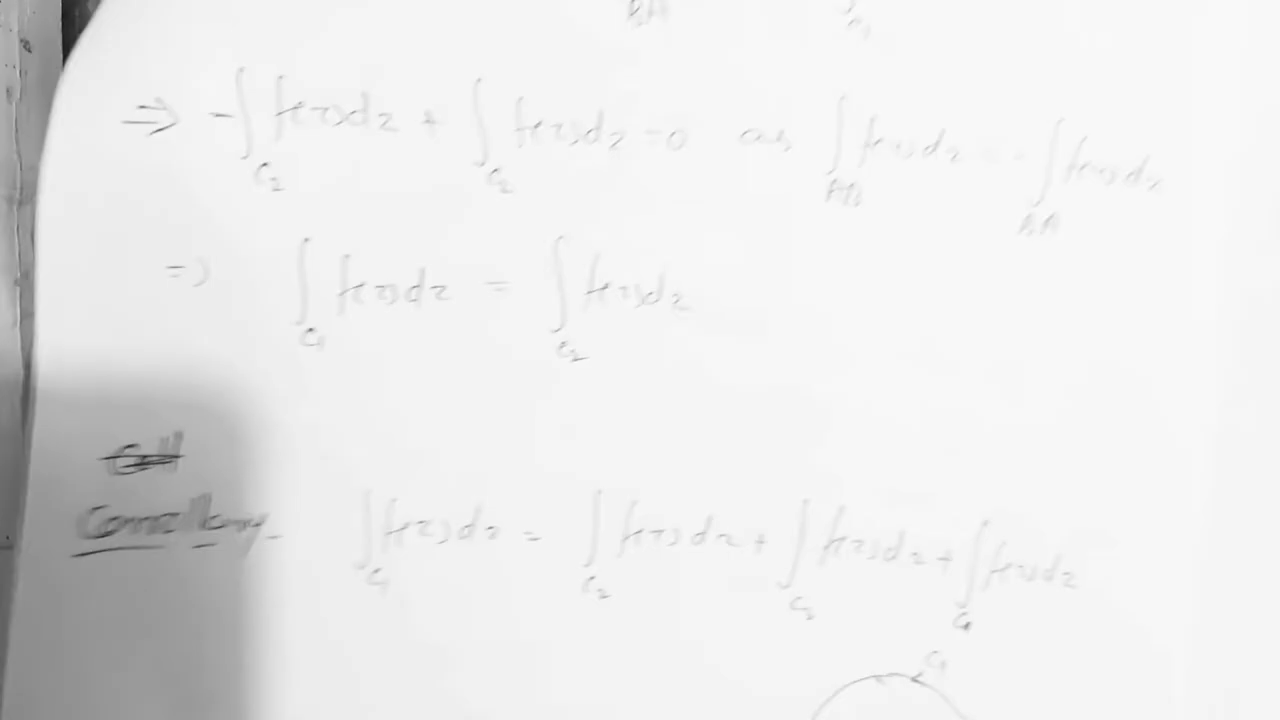 ⇒ -∫_{C₂} f(z)dz + ∫_{C₂} f(z)dz = 0 as ∫_{AB} f(z)dz = - ∫_{BA} f(z)dz
⇒ ∫_{C₁} f(z)dz = ∫_{C₂} f(z)dz
Corollary- ∫_{C₁} f(z)dz = ∫_{C₂} f(z)dz + ∫_{C₃} f(z)dz + ∫_{C₄} f(z)dz
C₁